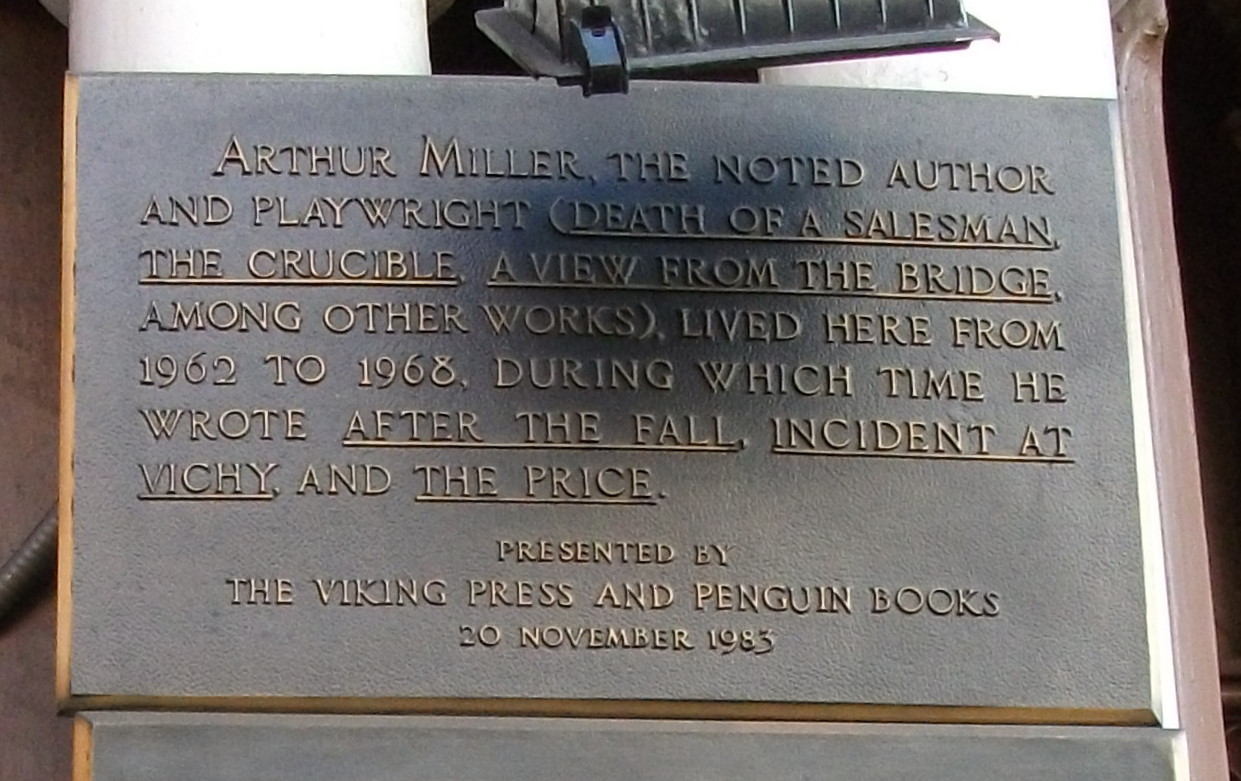 ARTHUR MILLER, THE NOTED AUTHOR
AND PLAYWRIGHT (DEATH OF A SALESMAN,
THE CRUCIBLE, A VIEW FROM THE BRIDGE,
AMONG OTHER WORKS), LIVED HERE FROM
1962 TO 1968, DURING WHICH TIME HE
WROTE AFTER THE FALL, INCIDENT AT
VICHY, AND THE PRICE.
PRESENTED BY
THE VIKING PRESS AND PENGUIN BOOKS
20 NOVEMBER 1983